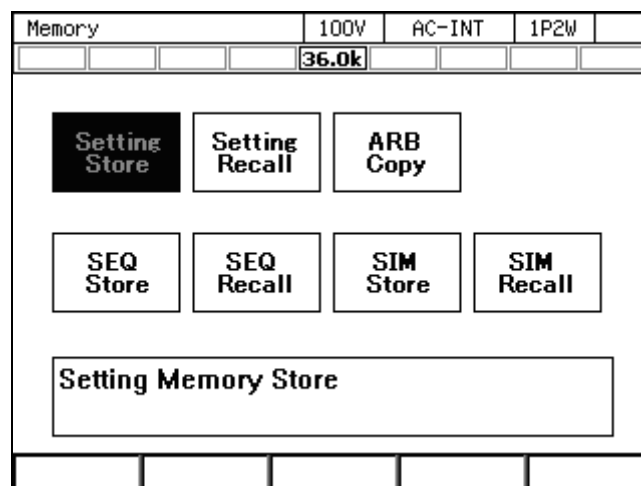 Memory 100V AC-INT 1P2W
36.0k
Setting Store
Setting Recall
ARB Copy
SEQ Store
SEQ Recall
SIM Store
SIM Recall
Setting Memory Store